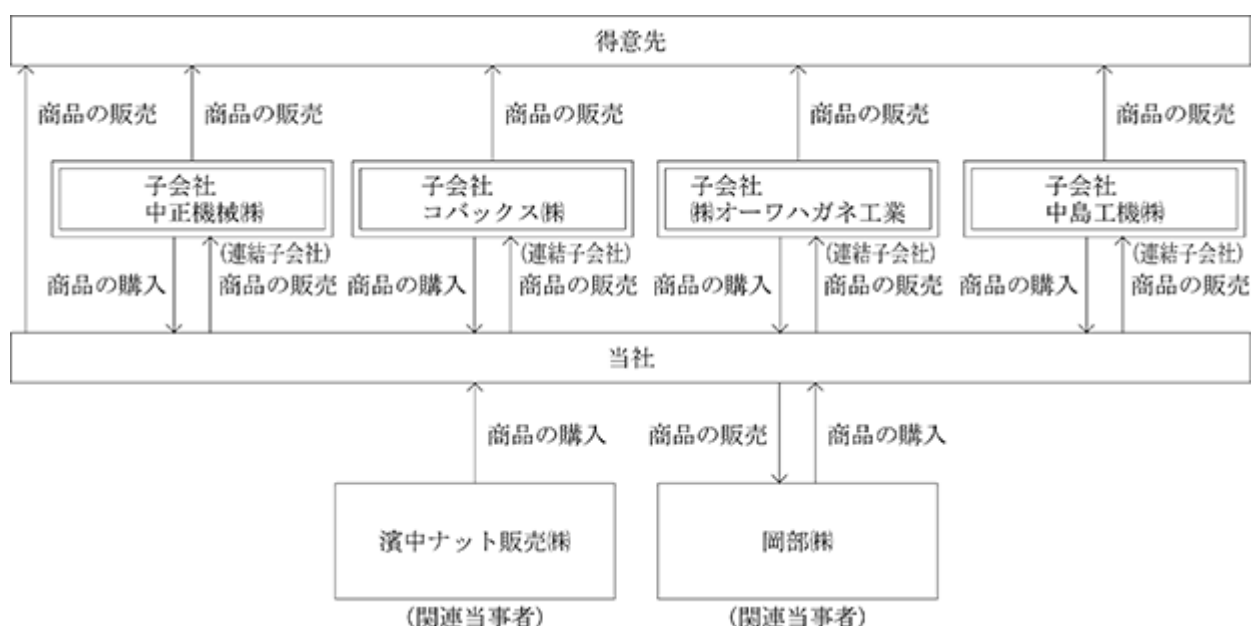 得意先
商品の販売
商品の販売
商品の販売
商品の販売
商品の販売
子会社
中正機械㈱
子会社
コバックス㈱
子会社
㈱オーワハガネ工業
子会社
中島工機㈱
(連結子会社)
(連結子会社)
(連結子会社)
(連結子会社)
商品の購入
商品の販売
商品の購入
商品の販売
商品の購入
商品の販売
商品の購入
商品の販売
当社
商品の購入
商品の販売
商品の購入
濱中ナット販売㈱
岡部㈱
(関連当事者)
(関連当事者)